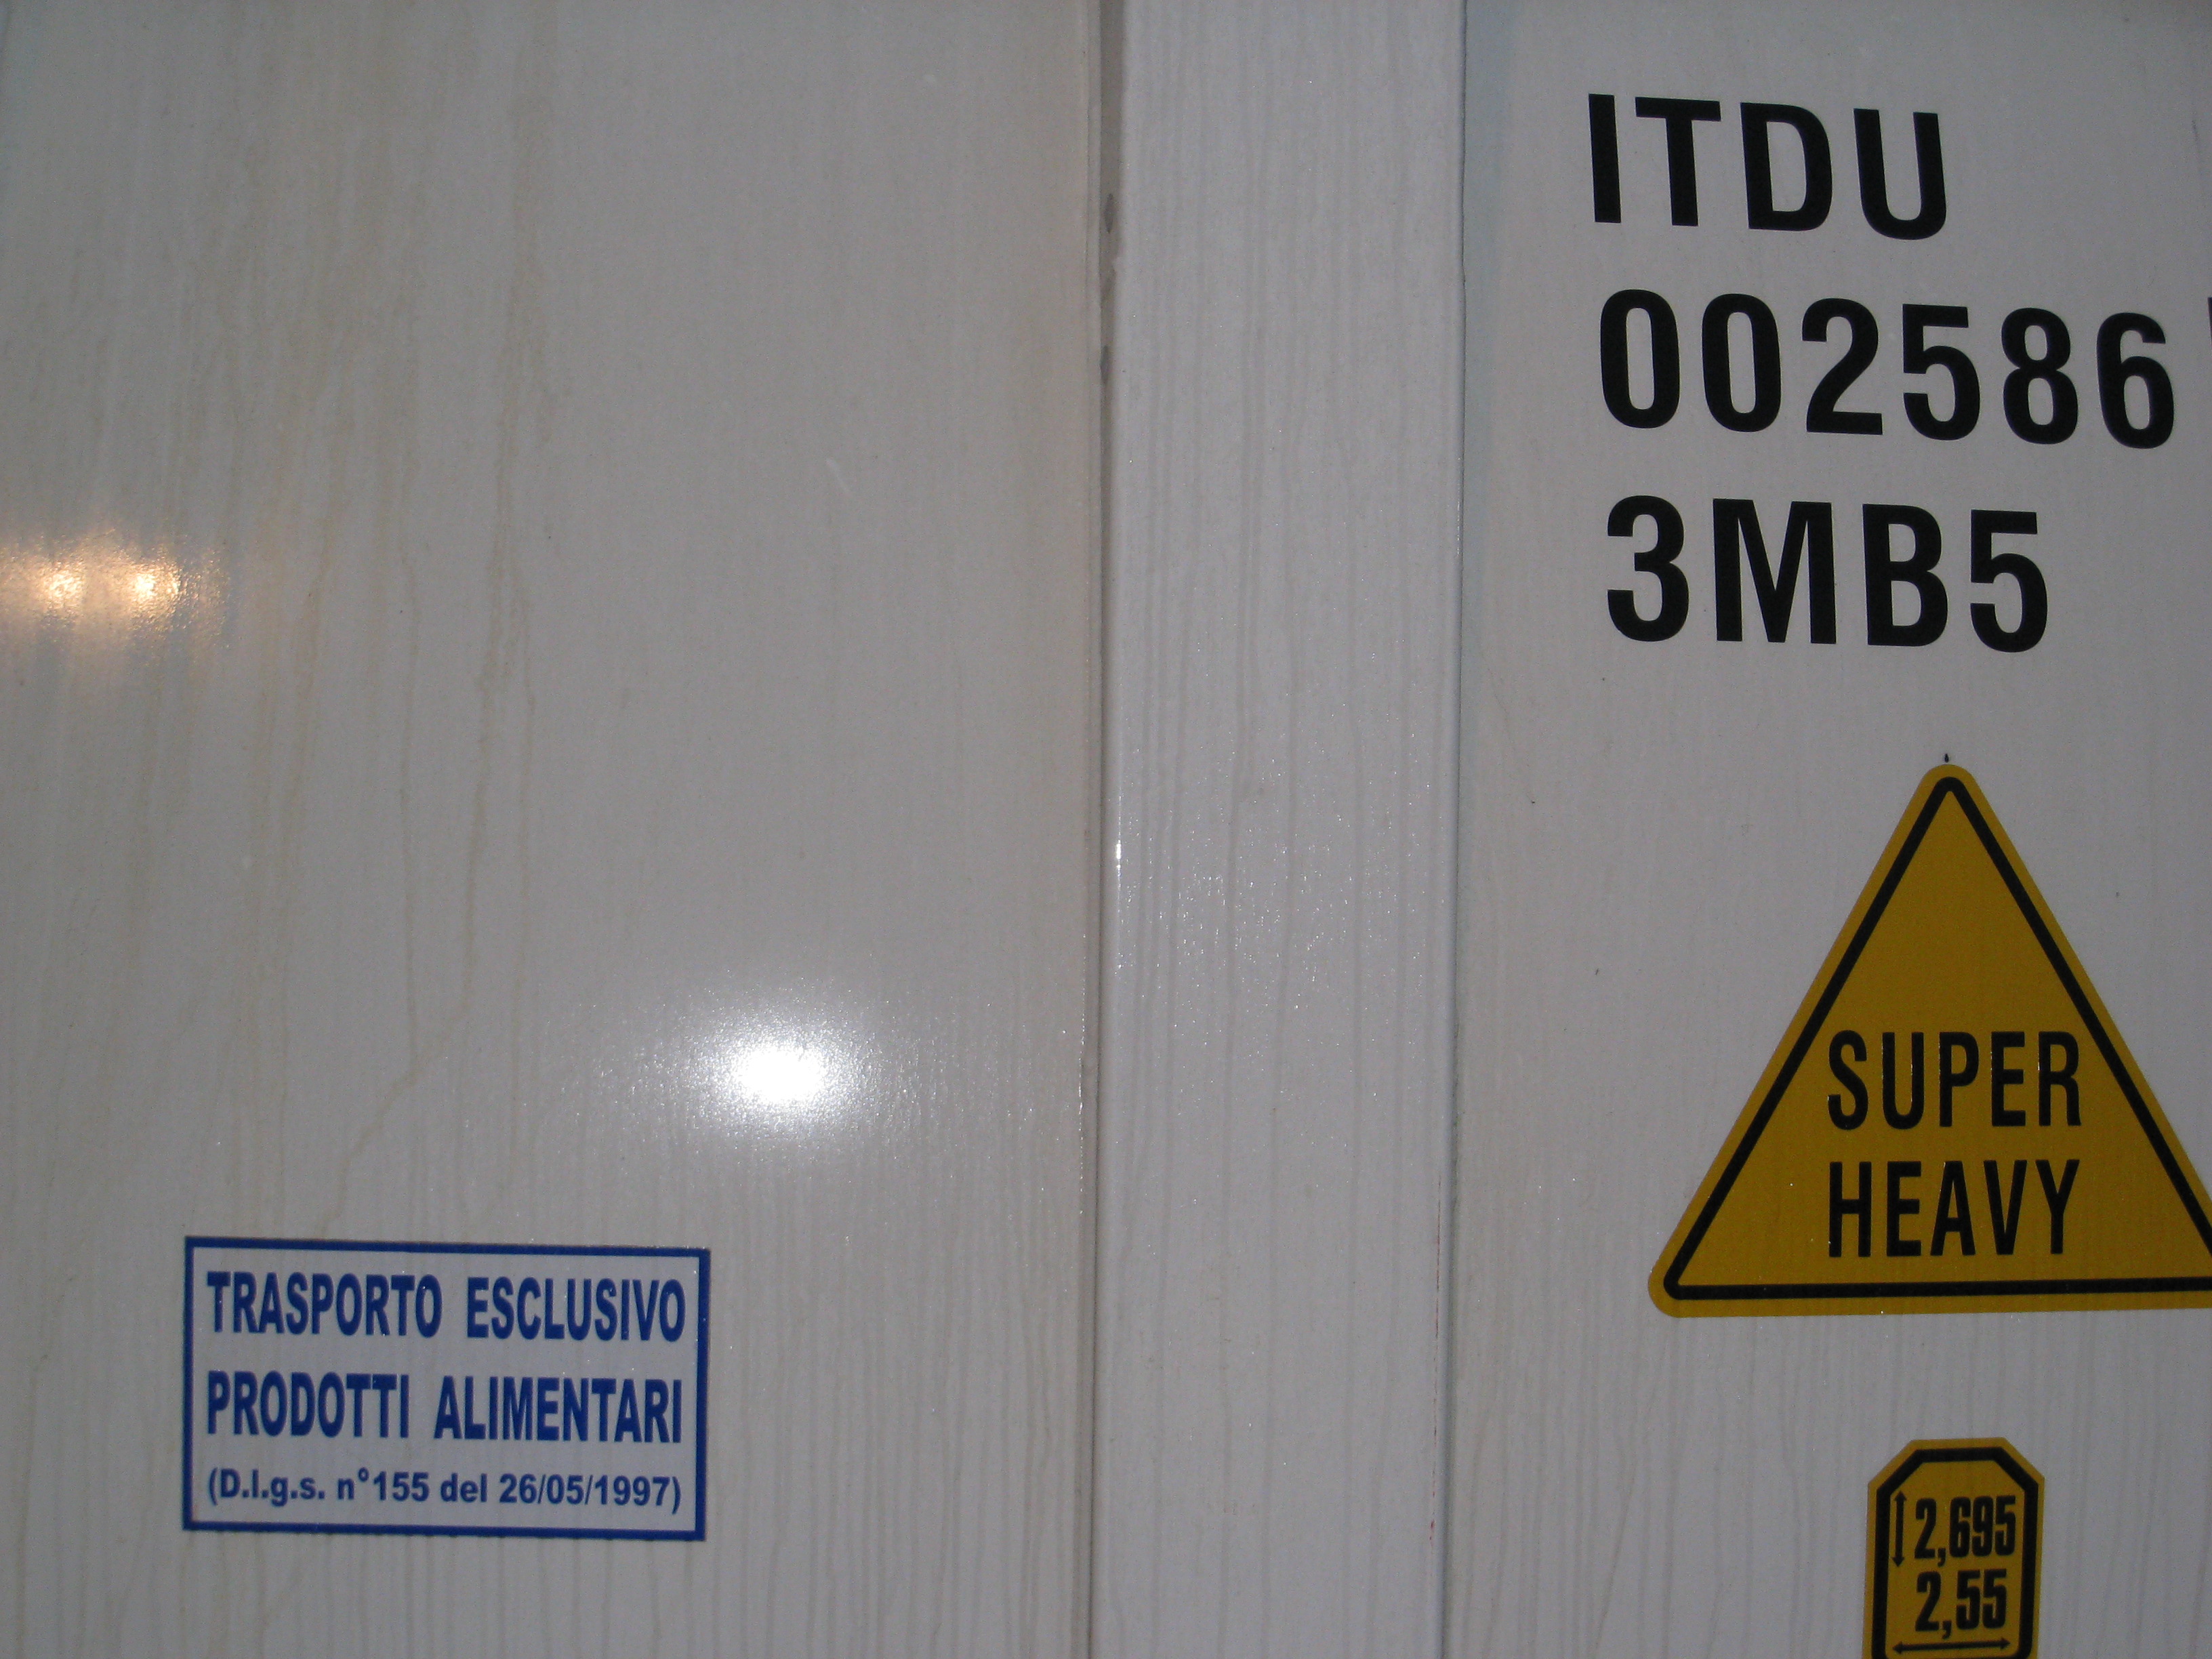 ITDU
002586
3MB5
SUPER
HEAVY
2,695
2,55
TRASPORTO ESCLUSIVO
PRODOTTI ALIMENTARI
(D.l.g.s. n°155 del 26/05/1997)